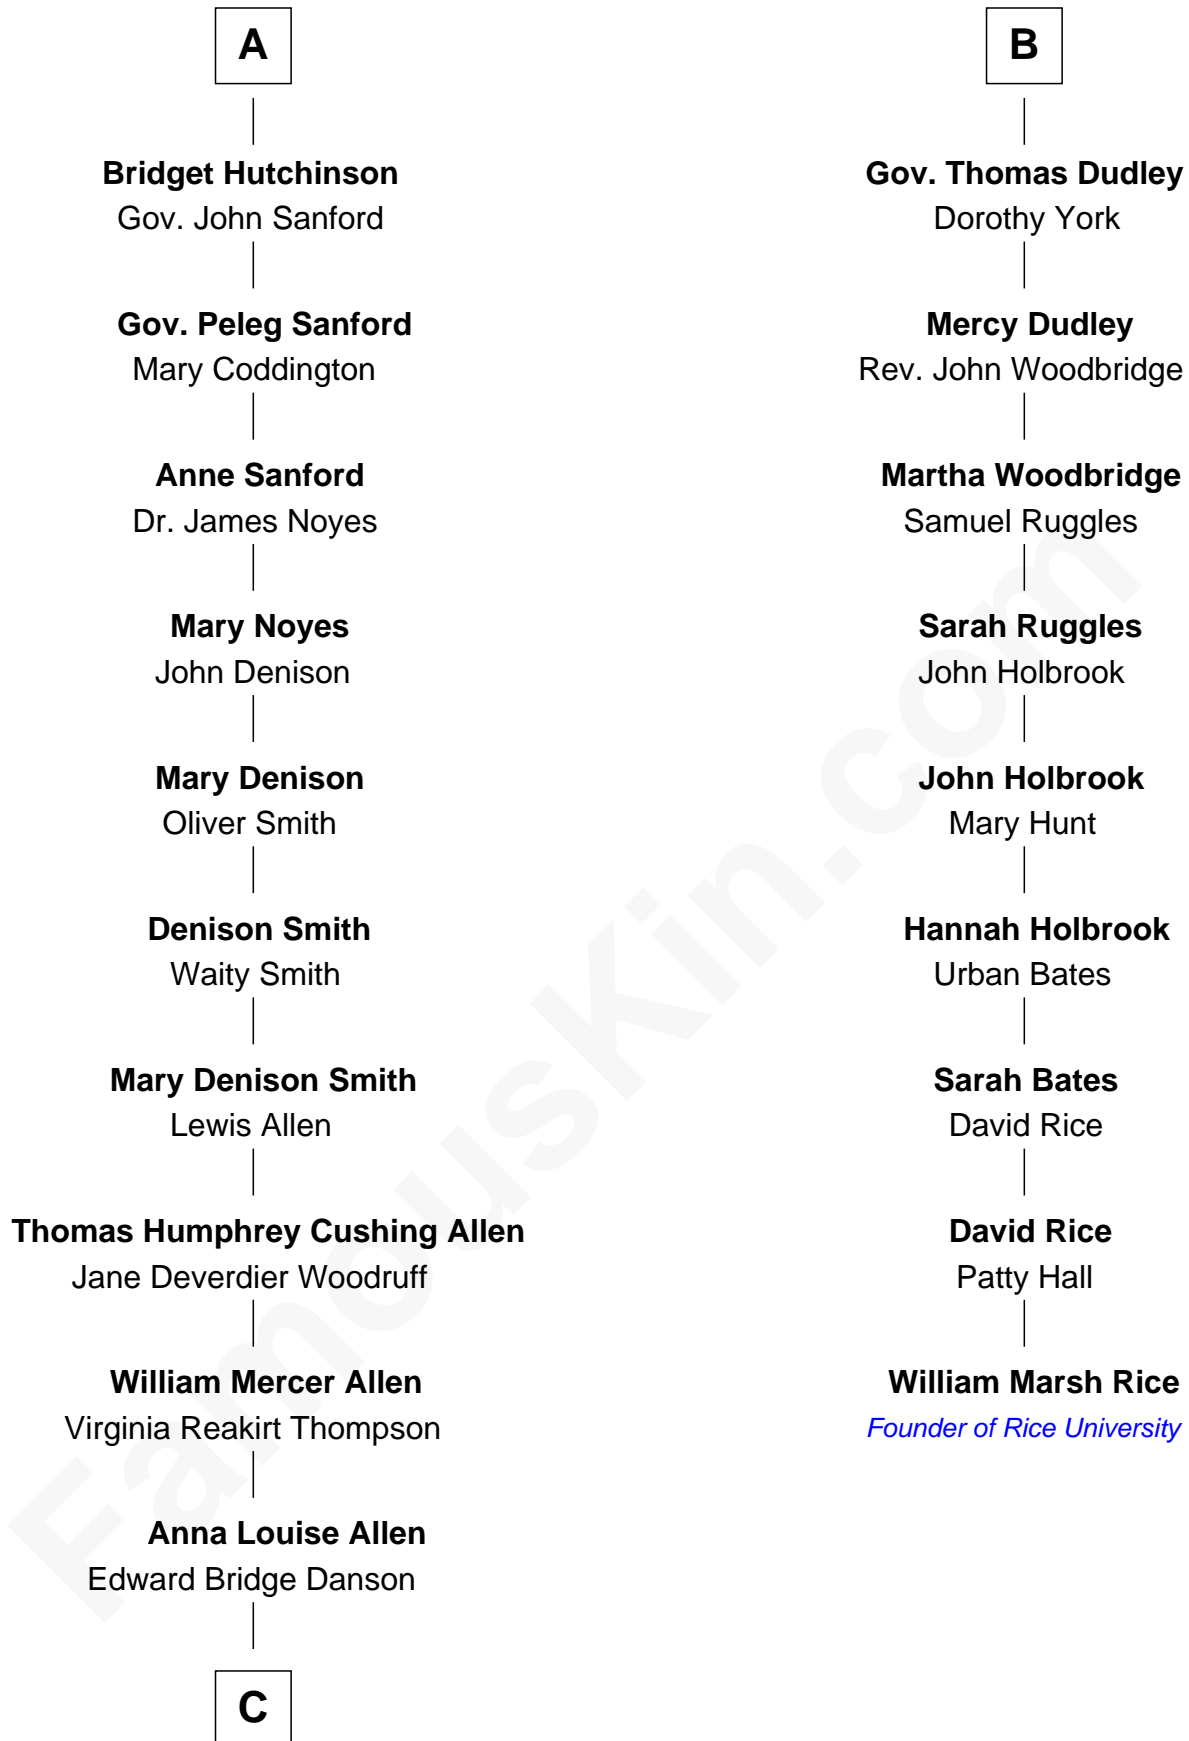 A
Bridget Hutchinson
Gov. John Sanford
Gov. Peleg Sanford
Mary Coddington
Anne Sanford
Dr. James Noyes
Mary Noyes
John Denison
Mary Denison
Oliver Smith
Denison Smith
Waity Smith
Mary Denison Smith
Lewis Allen
Thomas Humphrey Cushing Allen
Jane Deverdier Woodruff
William Mercer Allen
Virginia Reakirt Thompson
Anna Louise Allen
Edward Bridge Danson
C
B
Gov. Thomas Dudley
Dorothy York
Mercy Dudley
Rev. John Woodbridge
Martha Woodbridge
Samuel Ruggles
Sarah Ruggles
John Holbrook
John Holbrook
Mary Hunt
Hannah Holbrook
Urban Bates
Sarah Bates
David Rice
David Rice
Patty Hall
William Marsh Rice
Founder of Rice University
FamousKin.com